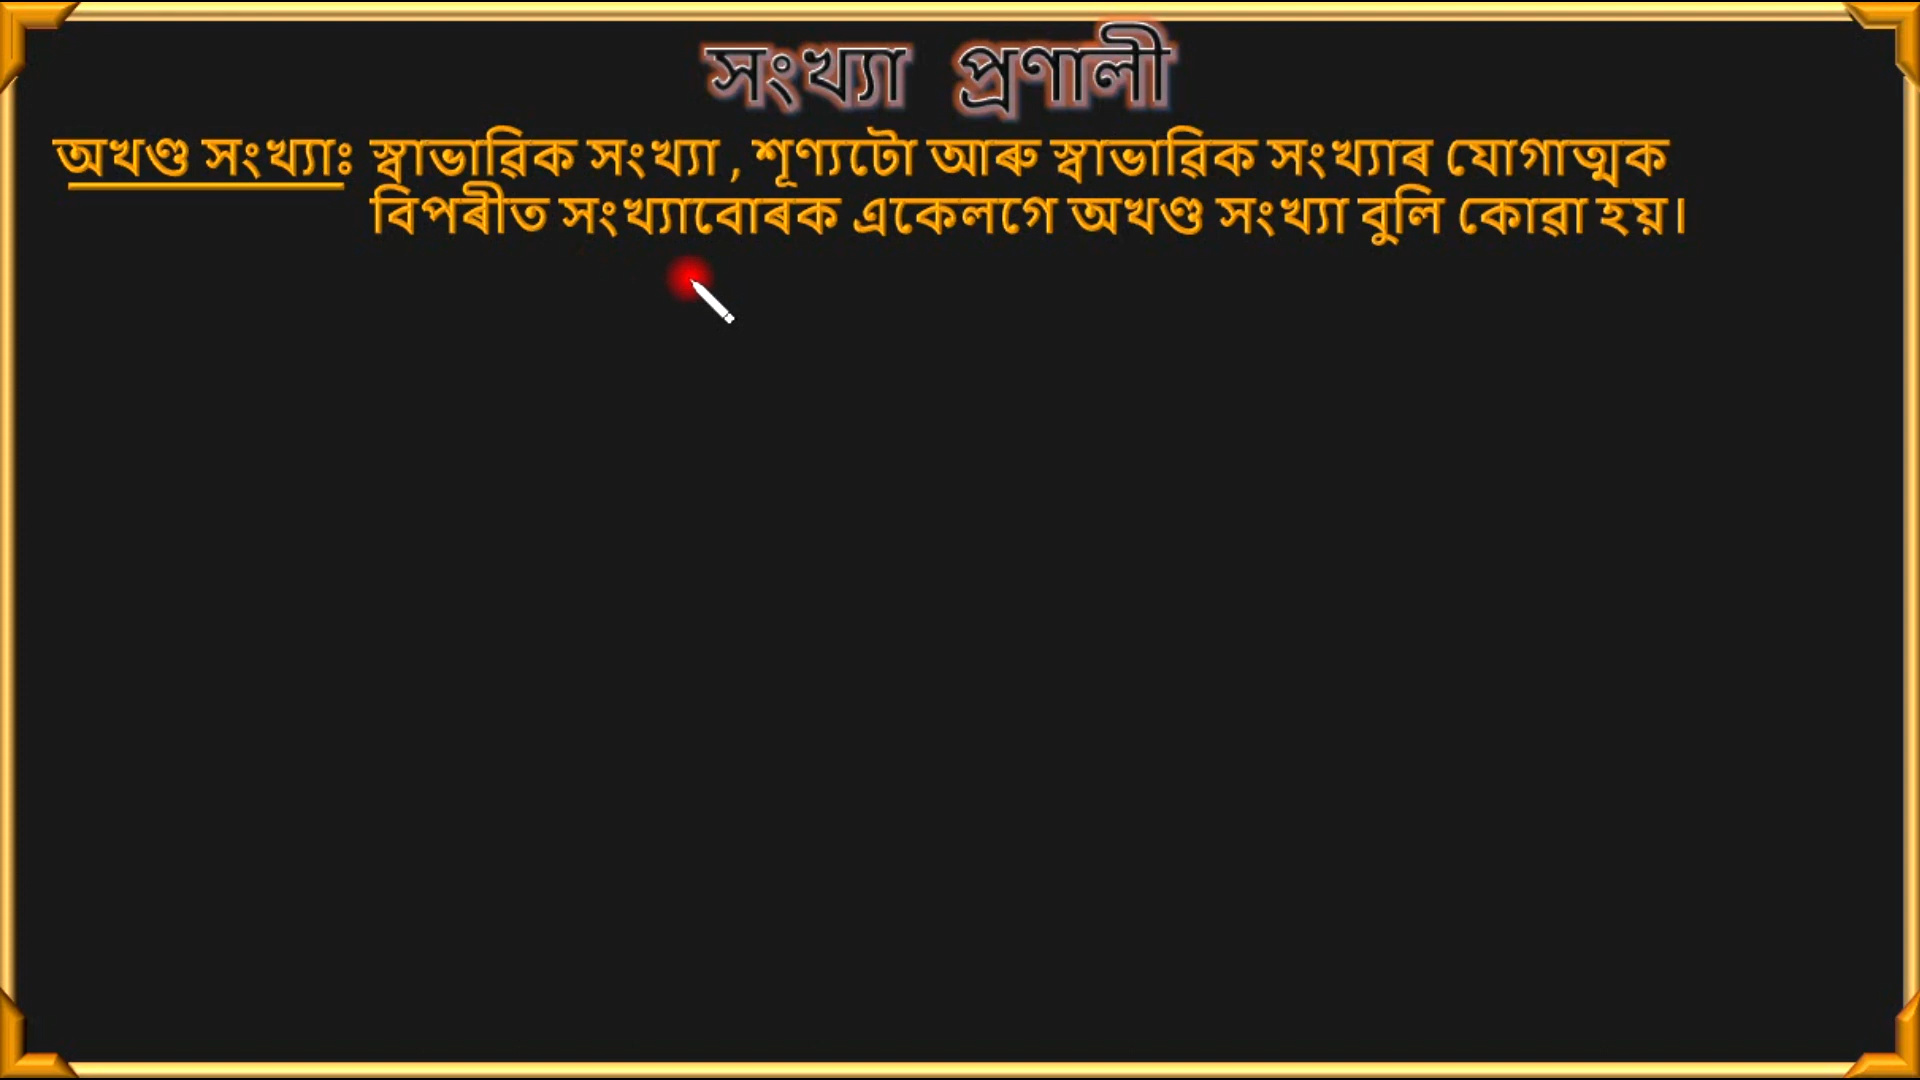 সংখ্যা প্ৰণালী
অখণ্ড সংখ্যাঃ স্বাভাৱিক সংখ্যা , শূণ্যটো আৰু স্বাভাৱিক সংখ্যাৰ যোগাত্মক
বিপৰীত সংখ্যাবোৰক একেলগে অখণ্ড সংখ্যা বুলি কোৱা হয়।